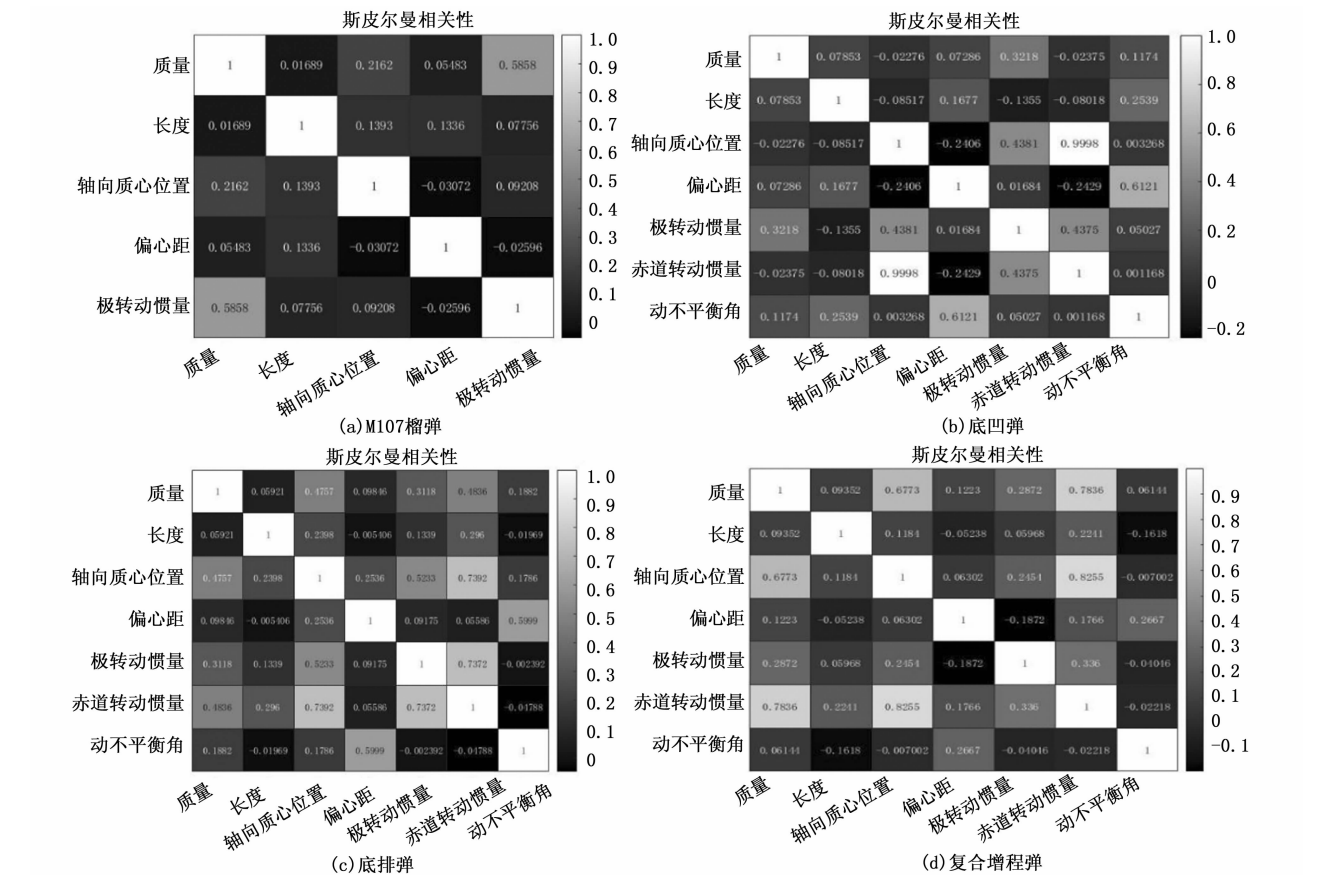 斯皮尔曼相关性
质量 1 0.01689 0.2162 0.05483 0.5858
长度 0.01689 1 0.1393 0.1336 0.07756
轴向质心位置 0.2162 0.1393 1 -0.03072 0.09208
偏心距 0.05483 0.1336 -0.03072 1 -0.02596
极转动惯量 0.5858 0.07756 0.09208 -0.02596 1
1.0
0.9
0.8
0.7
0.6
0.5
0.4
0.3
0.2
0.1
0
质量 长度 轴向质心位置 偏心距 极转动惯量
(a)M107榴弹
斯皮尔曼相关性
质量 1 0.07853 -0.02276 0.07286 0.3218 -0.02375 0.1174
长度 0.07853 1 -0.08517 0.1677 -0.1355 -0.08018 0.2539
轴向质心位置 -0.02276 -0.08517 1 -0.2406 0.4381 0.9998 0.003268
偏心距 0.07286 0.1677 -0.2406 1 0.01684 -0.2429 0.6121
极转动惯量 0.3218 -0.1355 0.4381 0.01684 1 0.4375 0.05027
赤道转动惯量 -0.02375 -0.08018 0.9998 -0.2429 0.4375 1 0.001168
动不平衡角 0.1174 0.2539 0.003268 0.6121 0.05027 0.001168 1
1.0
0.8
0.6
0.4
0.2
0
-0.2
质量 长度 轴向质心位置 偏心距 极转动惯量 赤道转动惯量 动不平衡角
(b)底凹弹
斯皮尔曼相关性
质量 1 0.05921 0.4757 0.09846 0.3118 0.4836 0.1882
长度 0.05921 1 0.2398 -0.005406 0.1339 0.296 -0.01969
轴向质心位置 0.4757 0.2398 1 0.2536 0.5233 0.7392 0.1786
偏心距 0.09846 -0.005406 0.2536 1 0.09175 0.05586 0.5999
极转动惯量 0.3118 0.1339 0.5233 0.09175 1 0.7372 -0.002392
赤道转动惯量 0.4836 0.296 0.7392 0.05586 0.7372 1 -0.04788
动不平衡角 0.1882 -0.01969 0.1786 0.5999 -0.002392 -0.04788 1
1.0
0.9
0.8
0.7
0.6
0.5
0.4
0.3
0.2
0.1
0
质量 长度 轴向质心位置 偏心距 极转动惯量 赤道转动惯量 动不平衡角
(c)底排弹
斯皮尔曼相关性
质量 1 0.09352 0.6773 0.1223 0.2872 0.7836 0.06144
长度 0.09352 1 0.1184 -0.05238 0.05968 0.2241 -0.1618
轴向质心位置 0.6773 0.1184 1 0.06302 0.2454 0.8255 -0.007002
偏心距 0.1223 -0.05238 0.06302 1 -0.1872 0.1766 0.2667
极转动惯量 0.2872 0.05968 0.2454 -0.1872 1 0.336 -0.04046
赤道转动惯量 0.7836 0.2241 0.8255 0.1766 0.336 1 -0.02218
动不平衡角 0.06144 -0.1618 -0.007002 0.2667 -0.04046 -0.02218 1
0.9
0.8
0.7
0.6
0.5
0.4
0.3
0.2
0.1
0
-0.1
质量 长度 轴向质心位置 偏心距 极转动惯量 赤道转动惯量 动不平衡角
(d)复合增程弹